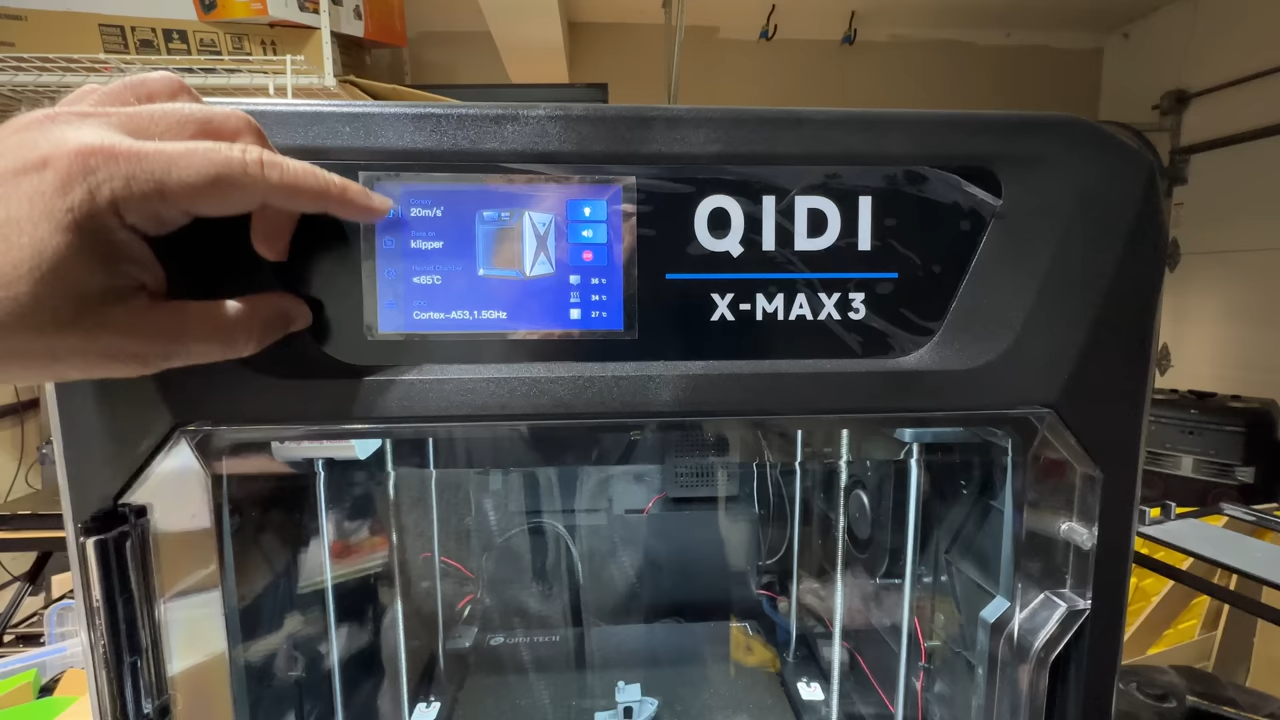 Corexy
20m/s²
Base on
klipper
Heated Chamber
≤65℃
SOC
Cortex-A53,1.5GHz
36 ℃
34 ℃
27 ℃
QIDI
X-MAX3
QIDI TECH